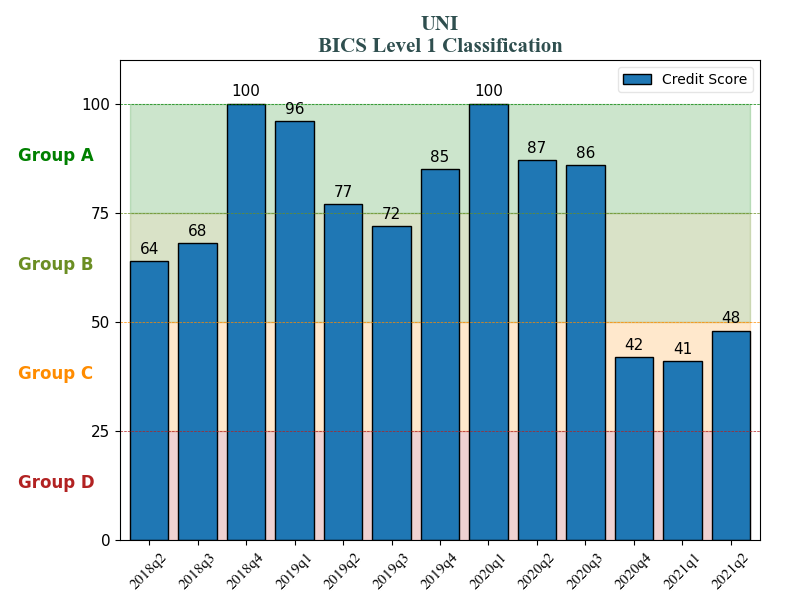 UNI
BICS Level 1 Classification
Credit Score
100
75
50
25
0
Group A
Group B
Group C
Group D
64
68
100
96
77
72
85
100
87
86
42
41
48
2018q2
2018q3
2018q4
2019q1
2019q2
2019q3
2019q4
2020q1
2020q2
2020q3
2020q4
2021q1
2021q2